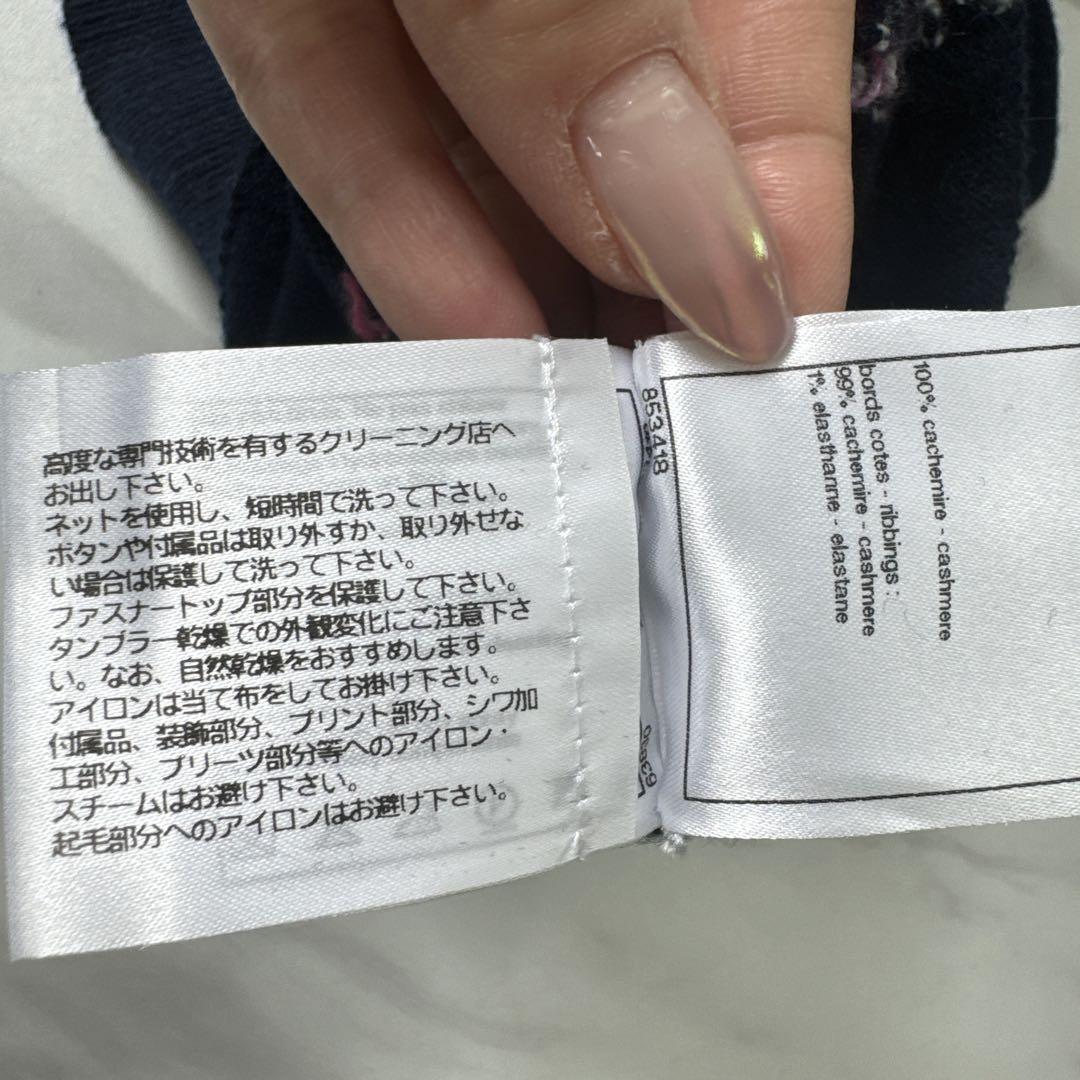 高度な専門技術を有するクリーニング店へ
お出し下さい。
ネットを使用し、短時間で洗って下さい。
ボタンや付属品は取り外すか、取り外せな
い場合は保護して洗って下さい。
ファスナートップ部分を保護して下さい。
タンブラー乾燥での外観変化にご注意下さ
い。なお、自然乾燥をおすすめします。
アイロンは当て布をしてお掛け下さい。
付属品、装飾部分、プリント部分、シワ加
工部分、プリーツ部分等へのアイロン・
スチームはお避け下さい。
起毛部分へのアイロンはお避け下さい。
853.418
100% cachemire - cashmere
bords cotes - ribbings :
99% cachemire - cashmere
1% elasthanne - elastane